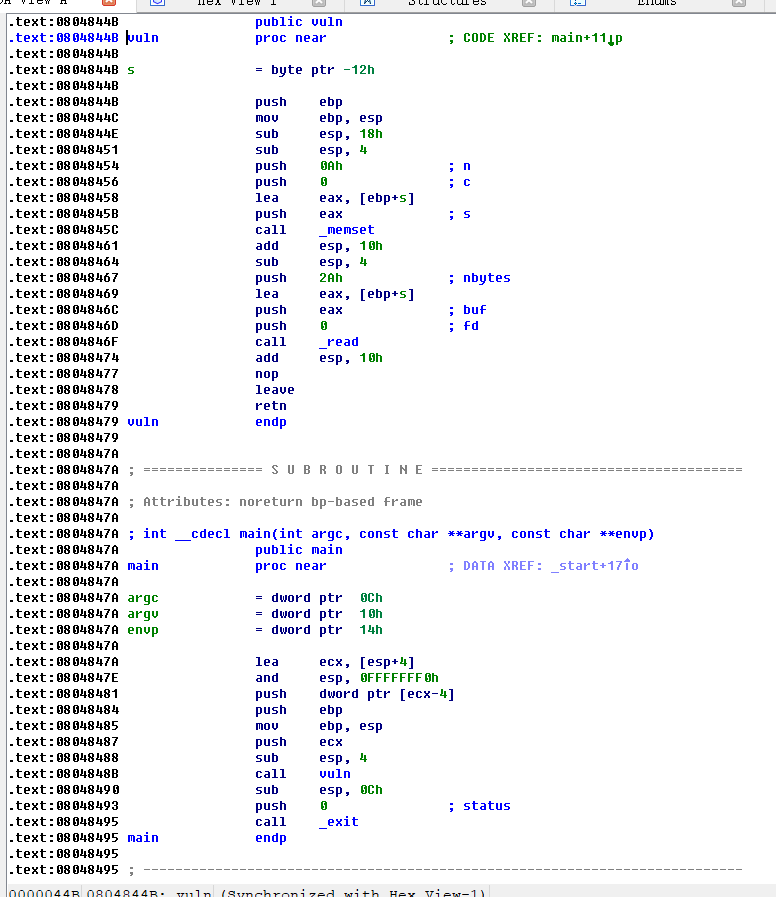 Hex View-1 Structures Enums
.text:0804844B public vuln
.text:0804844B vuln proc near ; CODE XREF: main+11↓p
.text:0804844B
.text:0804844B s = byte ptr -12h
.text:0804844B
.text:0804844B push ebp
.text:0804844C mov ebp, esp
.text:0804844E sub esp, 18h
.text:08048451 sub esp, 4
.text:08048454 push 0Ah ; n
.text:08048456 push 0 ; c
.text:08048458 lea eax, [ebp+s]
.text:0804845B push eax ; s
.text:0804845C call _memset
.text:08048461 add esp, 10h
.text:08048464 sub esp, 4
.text:08048467 push 2Ah ; nbytes
.text:08048469 lea eax, [ebp+s]
.text:0804846C push eax ; buf
.text:0804846D push 0 ; fd
.text:0804846F call _read
.text:08048474 add esp, 10h
.text:08048477 nop
.text:08048478 leave
.text:08048479 retn
.text:08048479 vuln endp
.text:08048479
.text:0804847A
.text:0804847A ; =============== S U B R O U T I N E =======================================
.text:0804847A
.text:0804847A ; Attributes: noreturn bp-based frame
.text:0804847A
.text:0804847A ; int __cdecl main(int argc, const char **argv, const char **envp)
.text:0804847A public main
.text:0804847A main proc near ; DATA XREF: _start+17↑o
.text:0804847A
.text:0804847A argc = dword ptr 0Ch
.text:0804847A argv = dword ptr 10h
.text:0804847A envp = dword ptr 14h
.text:0804847A
.text:0804847A lea ecx, [esp+4]
.text:0804847E and esp, 0FFFFFFF0h
.text:08048481 push dword ptr [ecx-4]
.text:08048484 push ebp
.text:08048485 mov ebp, esp
.text:08048487 push ecx
.text:08048488 sub esp, 4
.text:0804848B call vuln
.text:08048490 sub esp, 0Ch
.text:08048493 push 0 ; status
.text:08048495 call _exit
.text:08048495 main endp
.text:08048495
.text:08048495 ; ---------------------------------------------------------------------------
0000044B 0804844B: vuln (Synchronized with Hex View-1)